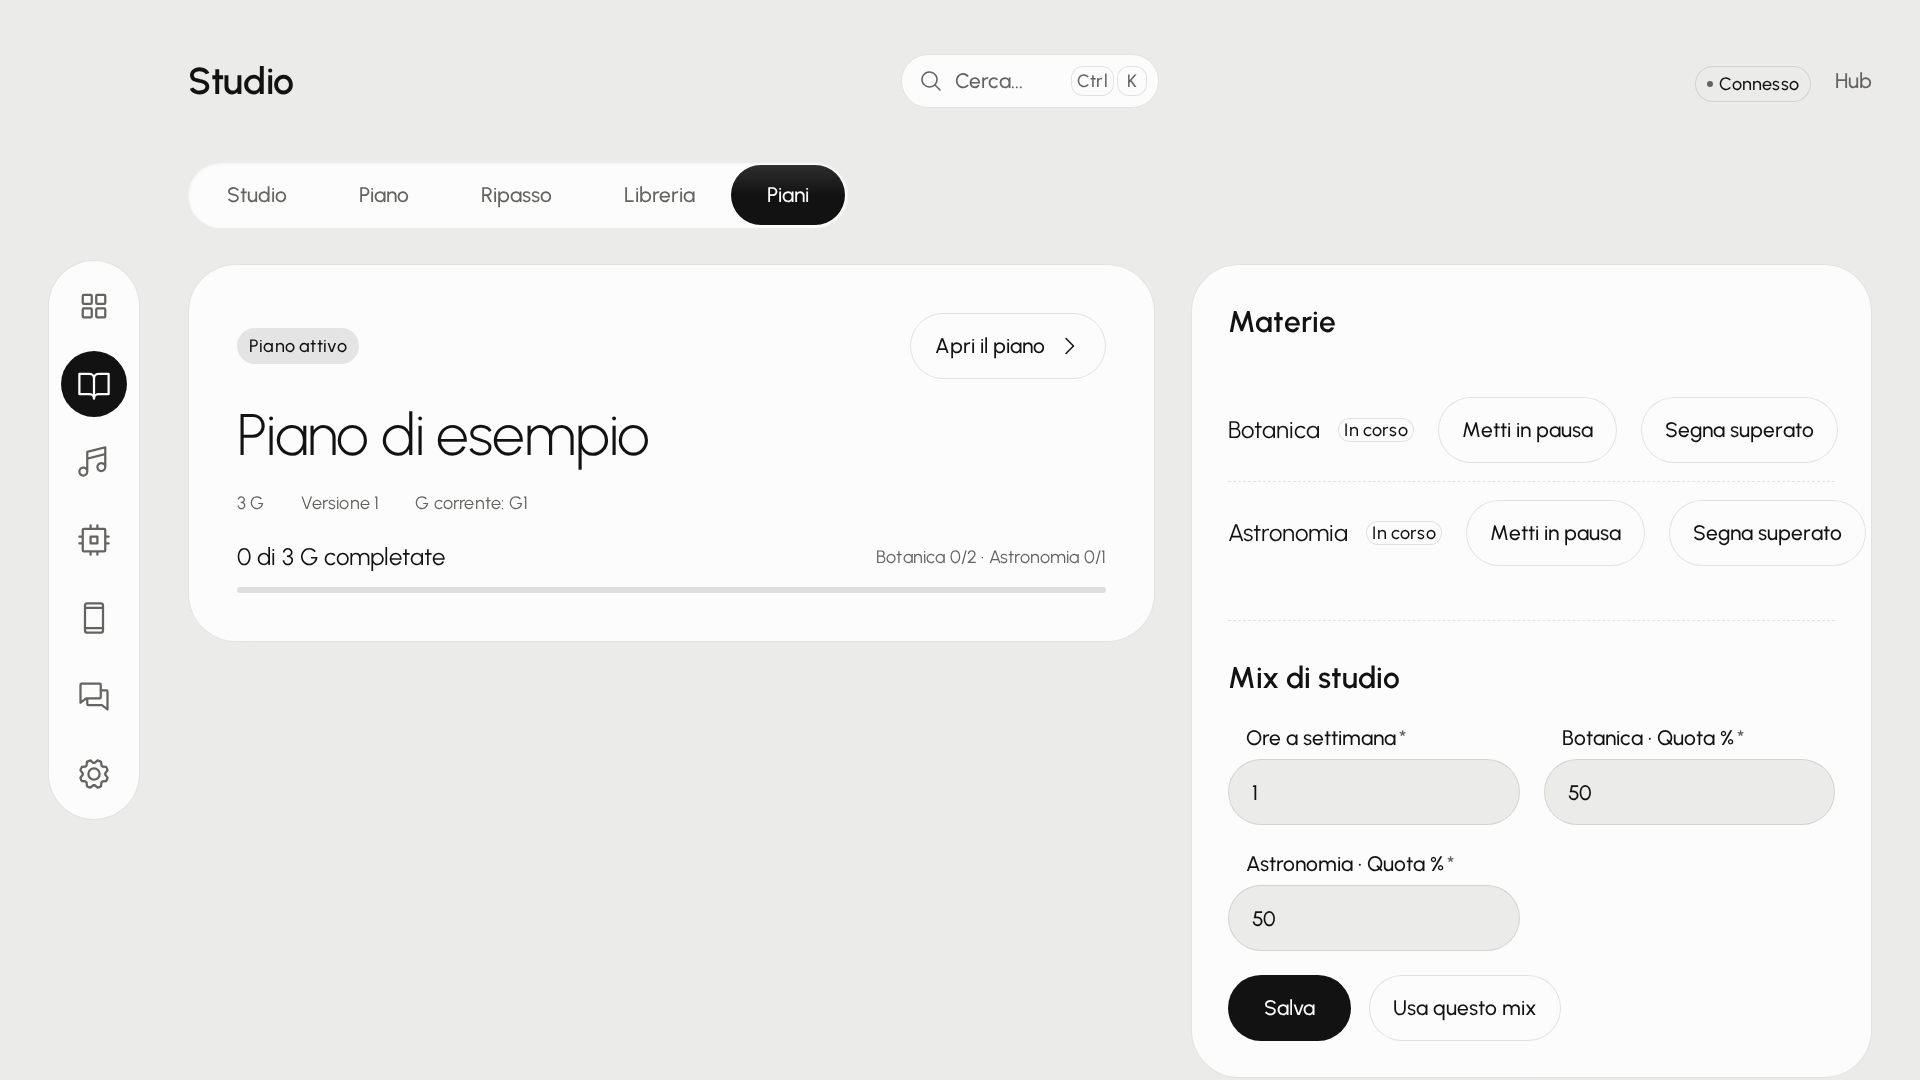 Studio
Cerca...
Ctrl K
Connesso
Hub
Studio
Piano
Ripasso
Libreria
Piani
Piano attivo
Apri il piano
Piano di esempio
3 G
Versione 1
G corrente: G1
0 di 3 G completate
Botanica 0/2 · Astronomia 0/1
Materie
Botanica
In corso
Metti in pausa
Segna superato
Astronomia
In corso
Metti in pausa
Segna superato
Mix di studio
Ore a settimana *
1
Botanica · Quota % *
50
Astronomia · Quota % *
50
Salva
Usa questo mix